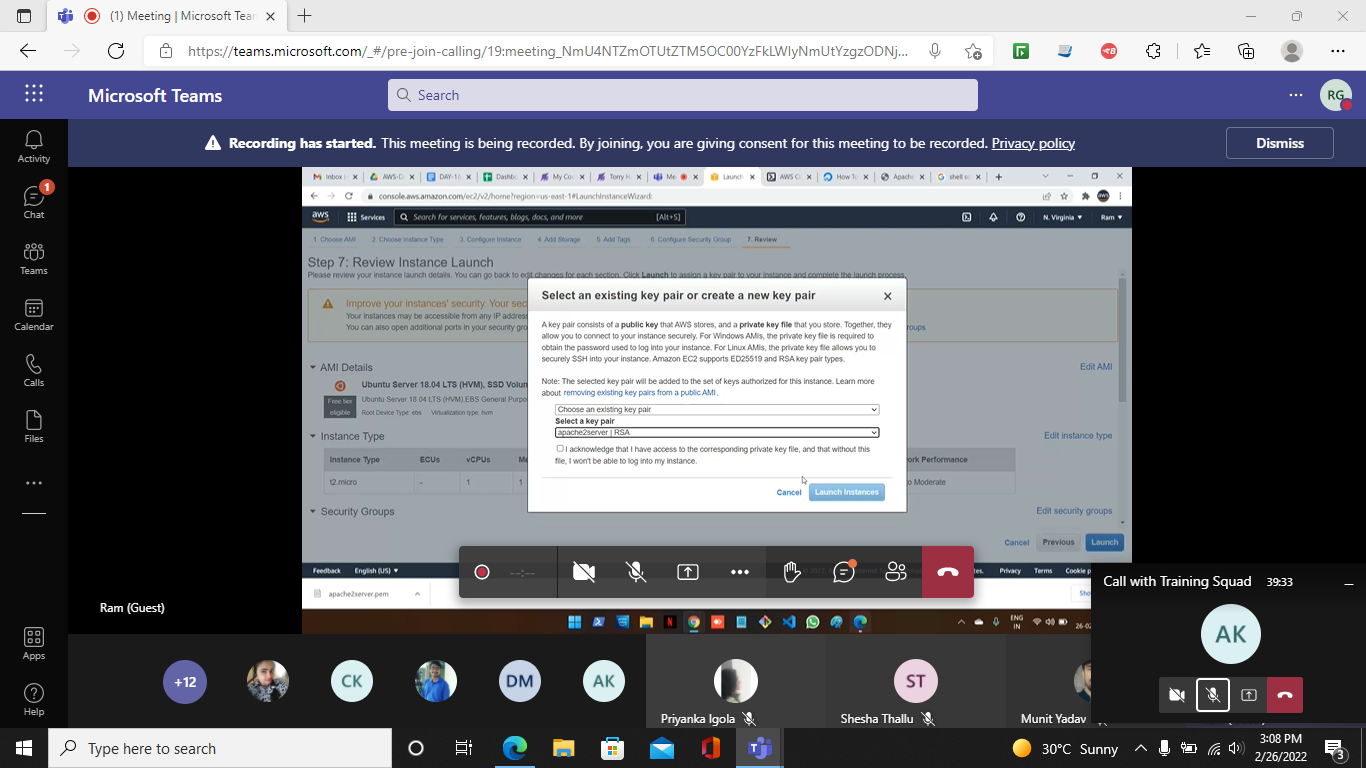 (1) Meeting | Microsoft Tear
https://teams.microsoft.com/_#/pre-join-calling/19:meeting_NmU4NTZmOTUtZTM5OC00YzFkLWIyNmUtYzgzODNj...
Microsoft Teams
Search
RG
Recording has started. This meeting is being recorded. By joining, you are giving consent for this meeting to be recorded. Privacy policy
Dismiss
Activity
Chat
1
Teams
Calendar
Calls
Files
Apps
Help
Inbox
AWS-D
DAY-16
Dashbo
My Co
Torry H
Me
Launch
AWS C
How To
Apache
shell sc
console.aws.amazon.com/ec2/v2/home?region=us-east-1#LaunchInstanceWizard:
aws
Services
Search for services, features, blogs, docs, and more
[Alt+S]
N. Virginia
Ram
1. Choose AMI
2. Choose Instance Type
3. Configure Instance
4. Add Storage
5. Add Tags
6. Configure Security Group
7. Review
Step 7: Review Instance Launch
Please review your instance launch details. You can go back to edit changes for each section. Click Launch to assign a key pair to your instance and complete the launch process.
Improve your instances' security. Your sec
Your instances may be accessible from any IP address
You can also open additional ports in your security gro
roups
AMI Details
Edit AMI
Ubuntu Server 18.04 LTS (HVM), SSD Volum
Free tier eligible
Ubuntu Server 18.04 LTS (HVM),EBS General Purpo
Root Device Type: ebs Virtualization type: hvm
Instance Type
Edit instance type
Instance Type
ECUs
vCPUs
Me
ork Performance
t2.micro
-
1
1
o Moderate
Security Groups
Edit security groups
Cancel
Previous
Launch
Select an existing key pair or create a new key pair
A key pair consists of a public key that AWS stores, and a private key file that you store. Together, they
allow you to connect to your instance securely. For Windows AMIs, the private key file is required to
obtain the password used to log into your instance. For Linux AMIs, the private key file allows you to
securely SSH into your instance. Amazon EC2 supports ED25519 and RSA key pair types.
Note: The selected key pair will be added to the set of keys authorized for this instance. Learn more
about removing existing key pairs from a public AMI.
Choose an existing key pair
Select a key pair
apache2server | RSA
I acknowledge that I have access to the corresponding private key file, and that without this
file, I won't be able to log into my instance.
Cancel
Launch Instances
Feedback
English (US)
Privacy
Terms
Cookie p
apache2server.pem
Sho
ENG
IN
26-02
--:--
Ram (Guest)
Call with Training Squad
39:33
AK
+12
CK
DM
AK
Priyanka Igola
ST
Shesha Thallu
Munit Yadav
Type here to search
30°C Sunny
3:08 PM
2/26/2022
3